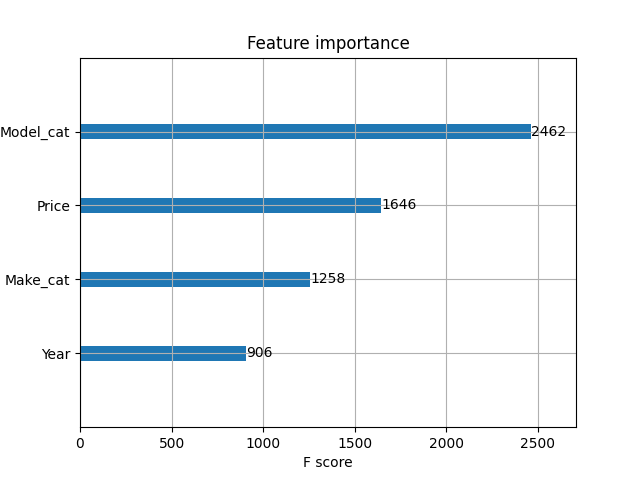 Feature importance
Model_cat
2462
Price
1646
Make_cat
1258
Year
906
0 500 1000 1500 2000 2500
F score